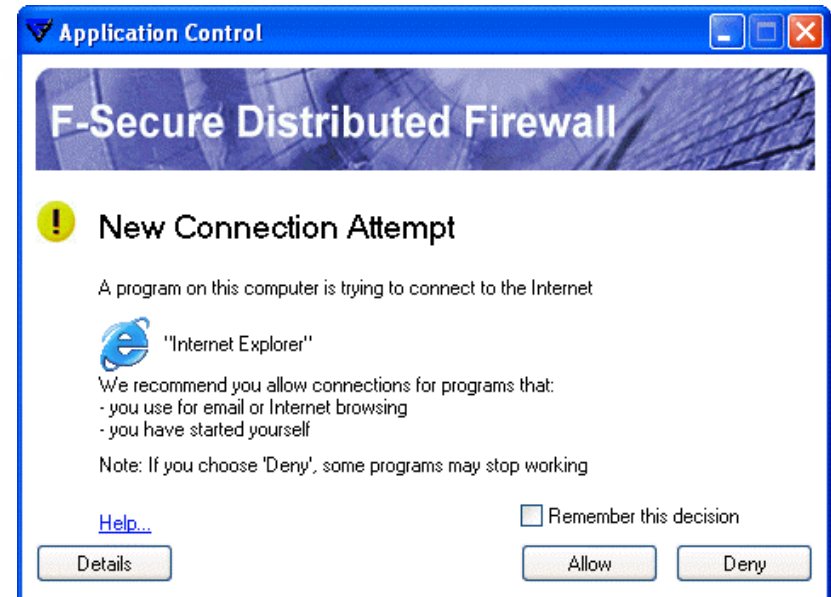 Application Control
F-Secure Distributed Firewall
New Connection Attempt
A program on this computer is trying to connect to the Internet
"Internet Explorer"
We recommend you allow connections for programs that:
- you use for email or Internet browsing
- you have started yourself
Note: If you choose 'Deny', some programs may stop working
Help...
Remember this decision
Details
Allow
Deny